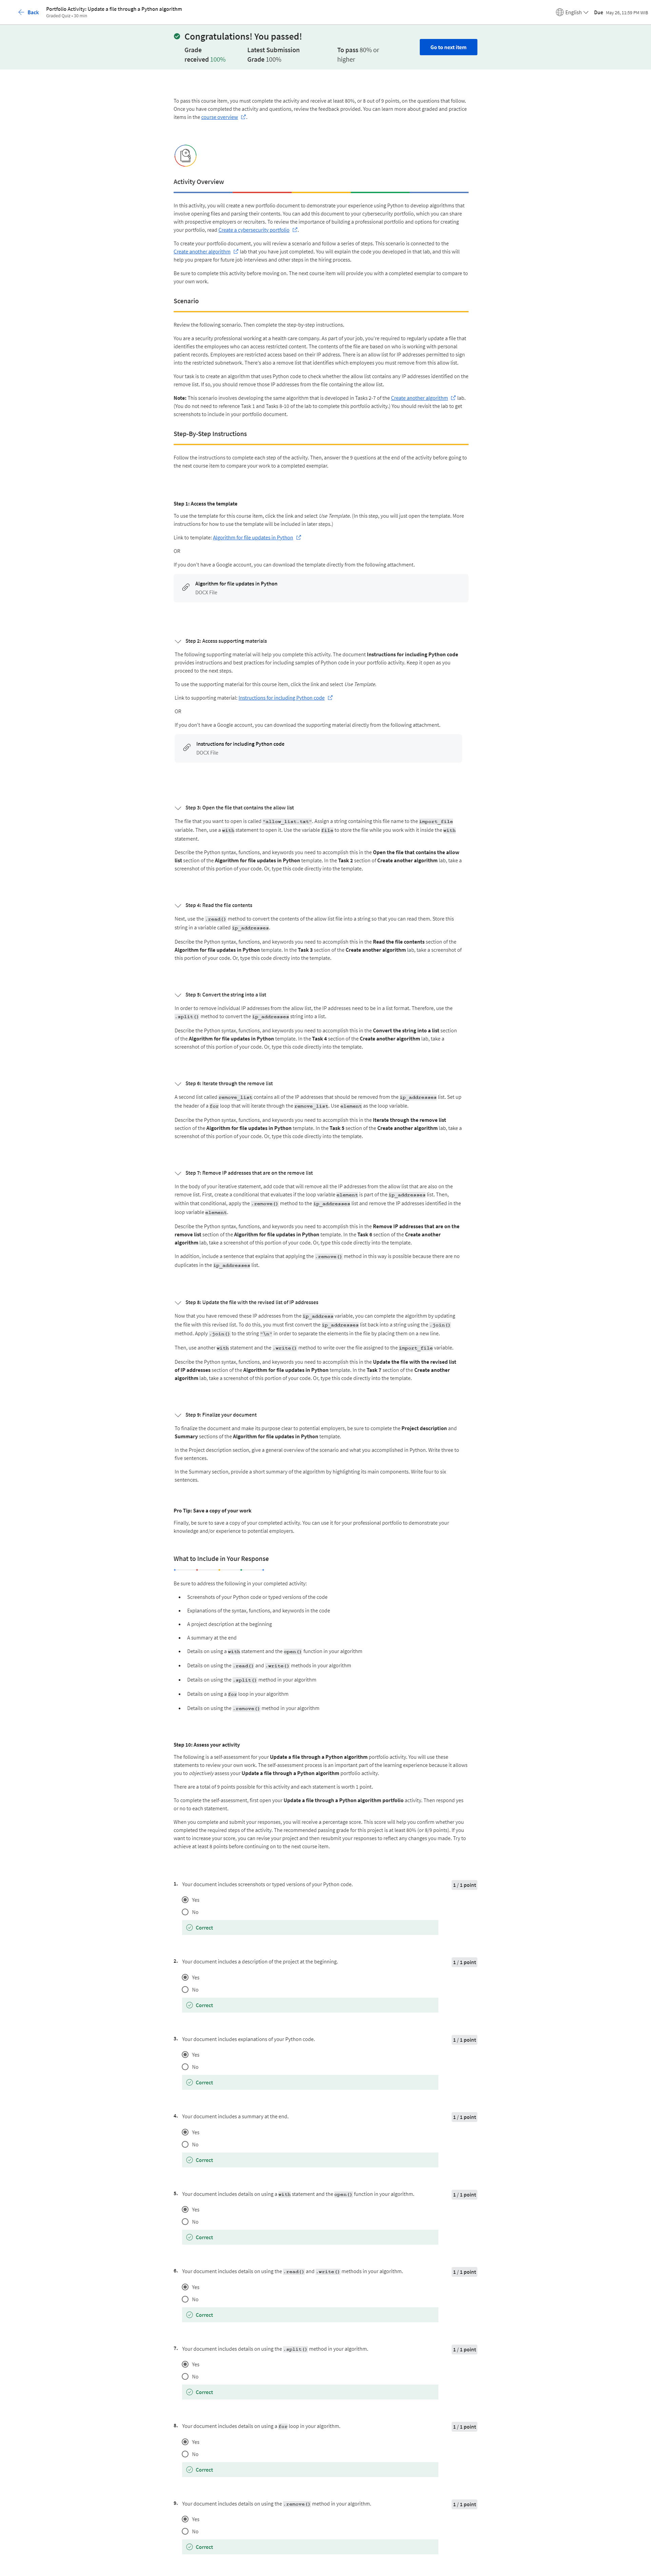 Back
Portfolio Activity: Update a file through a Python algorithm
Graded Quiz • 30 min
English
Due May 26, 11:59 PM WIB
Congratulations! You passed!
Grade received 100%
Latest Submission Grade 100%
To pass 80% or higher
Go to next item
To pass this course item, you must complete the activity and receive at least 80%, or 8 out of 9 points, on the questions that follow.
Once you have completed the activity and questions, review the feedback provided. You can learn more about graded and practice
items in the course overview.
Activity Overview
In this activity, you will create a new portfolio document to demonstrate your experience using Python to develop algorithms that
involve opening files and parsing their contents. You can add this document to your cybersecurity portfolio, which you can share
with prospective employers or recruiters. To review the importance of building a professional portfolio and options for creating
your portfolio, read Create a cybersecurity portfolio.
To create your portfolio document, you will review a scenario and follow a series of steps. This scenario is connected to the
Create another algorithm lab that you have just completed. You will explain the code you developed in that lab, and this will
help you prepare for future job interviews and other steps in the hiring process.
Be sure to complete this activity before moving on. The next course item will provide you with a completed exemplar to compare to
your own work.
Scenario
Review the following scenario. Then complete the step-by-step instructions.
You are a security professional working at a health care company. As part of your job, you're required to regularly update a file that
identifies the employees who can access restricted content. The contents of the file are based on who is working with personal
patient records. Employees are restricted access based on their IP address. There is an allow list for IP addresses permitted to sign
into the restricted subnetwork. There's also a remove list that identifies which employees you must remove from this allow list.
Your task is to create an algorithm that uses Python code to check whether the allow list contains any IP addresses identified on the
remove list. If so, you should remove those IP addresses from the file containing the allow list.
Note: This scenario involves developing the same algorithm that is developed in Tasks 2-7 of the Create another algorithm lab.
(You do not need to reference Task 1 and Tasks 8-10 of the lab to complete this portfolio activity.) You should revisit the lab to get
screenshots to include in your portfolio document.
Step-By-Step Instructions
Follow the instructions to complete each step of the activity. Then, answer the 9 questions at the end of the activity before going to
the next course item to compare your work to a completed exemplar.
Step 1: Access the template
To use the template for this course item, click the link and select Use Template. (In this step, you will just open the template. More
instructions for how to use the template will be included in later steps.)
Link to template: Algorithm for file updates in Python
OR
If you don't have a Google account, you can download the template directly from the following attachment.
Algorithm for file updates in Python
DOCX File
Step 2: Access supporting materials
The following supporting material will help you complete this activity. The document Instructions for including Python code
provides instructions and best practices for including samples of Python code in your portfolio activity. Keep it open as you
proceed to the next steps.
To use the supporting material for this course item, click the link and select Use Template.
Link to supporting material: Instructions for including Python code
OR
If you don't have a Google account, you can download the supporting material directly from the following attachment.
Instructions for including Python code
DOCX File
Step 3: Open the file that contains the allow list
The file that you want to open is called "allow_list.txt". Assign a string containing this file name to the import_file
variable. Then, use a with statement to open it. Use the variable file to store the file while you work with it inside the with
statement.
Describe the Python syntax, functions, and keywords you need to accomplish this in the Open the file that contains the allow
list section of the Algorithm for file updates in Python template. In the Task 2 section of Create another algorithm lab, take a
screenshot of this portion of your code. Or, type this code directly into the template.
Step 4: Read the file contents
Next, use the .read() method to convert the contents of the allow list file into a string so that you can read them. Store this
string in a variable called ip_addresses.
Describe the Python syntax, functions, and keywords you need to accomplish this in the Read the file contents section of the
Algorithm for file updates in Python template. In the Task 3 section of the Create another algorithm lab, take a screenshot of
this portion of your code. Or, type this code directly into the template.
Step 5: Convert the string into a list
In order to remove individual IP addresses from the allow list, the IP addresses need to be in a list format. Therefore, use the
.split() method to convert the ip_addresses string into a list.
Describe the Python syntax, functions, and keywords you need to accomplish this in the Convert the string into a list section
of the Algorithm for file updates in Python template. In the Task 4 section of the Create another algorithm lab, take a
screenshot of this portion of your code. Or, type this code directly into the template.
Step 6: Iterate through the remove list
A second list called remove_list contains all of the IP addresses that should be removed from the ip_addresses list. Set up
the header of a for loop that will iterate through the remove_list. Use element as the loop variable.
Describe the Python syntax, functions, and keywords you need to accomplish this in the Iterate through the remove list
section of the Algorithm for file updates in Python template. In the Task 5 section of the Create another algorithm lab, take a
screenshot of this portion of your code. Or, type this code directly into the template.
Step 7: Remove IP addresses that are on the remove list
In the body of your iterative statement, add code that will remove all the IP addresses from the allow list that are also on the
remove list. First, create a conditional that evaluates if the loop variable element is part of the ip_addresses list. Then,
within that conditional, apply the .remove() method to the ip_addresses list and remove the IP addresses identified in the
loop variable element.
Describe the Python syntax, functions, and keywords you need to accomplish this in the Remove IP addresses that are on the
remove list section of the Algorithm for file updates in Python template. In the Task 6 section of the Create another
algorithm lab, take a screenshot of this portion of your code. Or, type this code directly into the template.
In addition, include a sentence that explains that applying the .remove() method in this way is possible because there are no
duplicates in the ip_addresses list.
Step 8: Update the file with the revised list of IP addresses
Now that you have removed these IP addresses from the ip_address variable, you can complete the algorithm by updating
the file with this revised list. To do this, you must first convert the ip_addresses list back into a string using the .join()
method. Apply .join() to the string "\n" in order to separate the elements in the file by placing them on a new line.
Then, use another with statement and the .write() method to write over the file assigned to the import_file variable.
Describe the Python syntax, functions, and keywords you need to accomplish this in the Update the file with the revised list
of IP addresses section of the Algorithm for file updates in Python template. In the Task 7 section of the Create another
algorithm lab, take a screenshot of this portion of your code. Or, type this code directly into the template.
Step 9: Finalize your document
To finalize the document and make its purpose clear to potential employers, be sure to complete the Project description and
Summary sections of the Algorithm for file updates in Python template.
In the Project description section, give a general overview of the scenario and what you accomplished in Python. Write three to
five sentences.
In the Summary section, provide a short summary of the algorithm by highlighting its main components. Write four to six
sentences.
Pro Tip: Save a copy of your work
Finally, be sure to save a copy of your completed activity. You can use it for your professional portfolio to demonstrate your
knowledge and/or experience to potential employers.
What to Include in Your Response
Be sure to address the following in your completed activity:
• Screenshots of your Python code or typed versions of the code
• Explanations of the syntax, functions, and keywords in the code
• A project description at the beginning
• A summary at the end
• Details on using a with statement and the open() function in your algorithm
• Details on using the .read() and .write() methods in your algorithm
• Details on using the .split() method in your algorithm
• Details on using a for loop in your algorithm
• Details on using the .remove() method in your algorithm
Step 10: Assess your activity
The following is a self-assessment for your Update a file through a Python algorithm portfolio activity. You will use these
statements to review your own work. The self-assessment process is an important part of the learning experience because it allows
you to objectively assess your Update a file through a Python algorithm portfolio activity.
There are a total of 9 points possible for this activity and each statement is worth 1 point.
To complete the self-assessment, first open your Update a file through a Python algorithm portfolio activity. Then respond yes
or no to each statement.
When you complete and submit your responses, you will receive a percentage score. This score will help you confirm whether you
completed the required steps of the activity. The recommended passing grade for this project is at least 80% (or 8/9 points). If you
want to increase your score, you can revise your project and then resubmit your responses to reflect any changes you made. Try to
achieve at least 8 points before continuing on to the next course item.
1. Your document includes screenshots or typed versions of your Python code.
1 / 1 point
Yes
No
Correct
2. Your document includes a description of the project at the beginning.
1 / 1 point
Yes
No
Correct
3. Your document includes explanations of your Python code.
1 / 1 point
Yes
No
Correct
4. Your document includes a summary at the end.
1 / 1 point
Yes
No
Correct
5. Your document includes details on using a with statement and the open() function in your algorithm.
1 / 1 point
Yes
No
Correct
6. Your document includes details on using the .read() and .write() methods in your algorithm.
1 / 1 point
Yes
No
Correct
7. Your document includes details on using the .split() method in your algorithm.
1 / 1 point
Yes
No
Correct
8. Your document includes details on using a for loop in your algorithm.
1 / 1 point
Yes
No
Correct
9. Your document includes details on using the .remove() method in your algorithm.
1 / 1 point
Yes
No
Correct